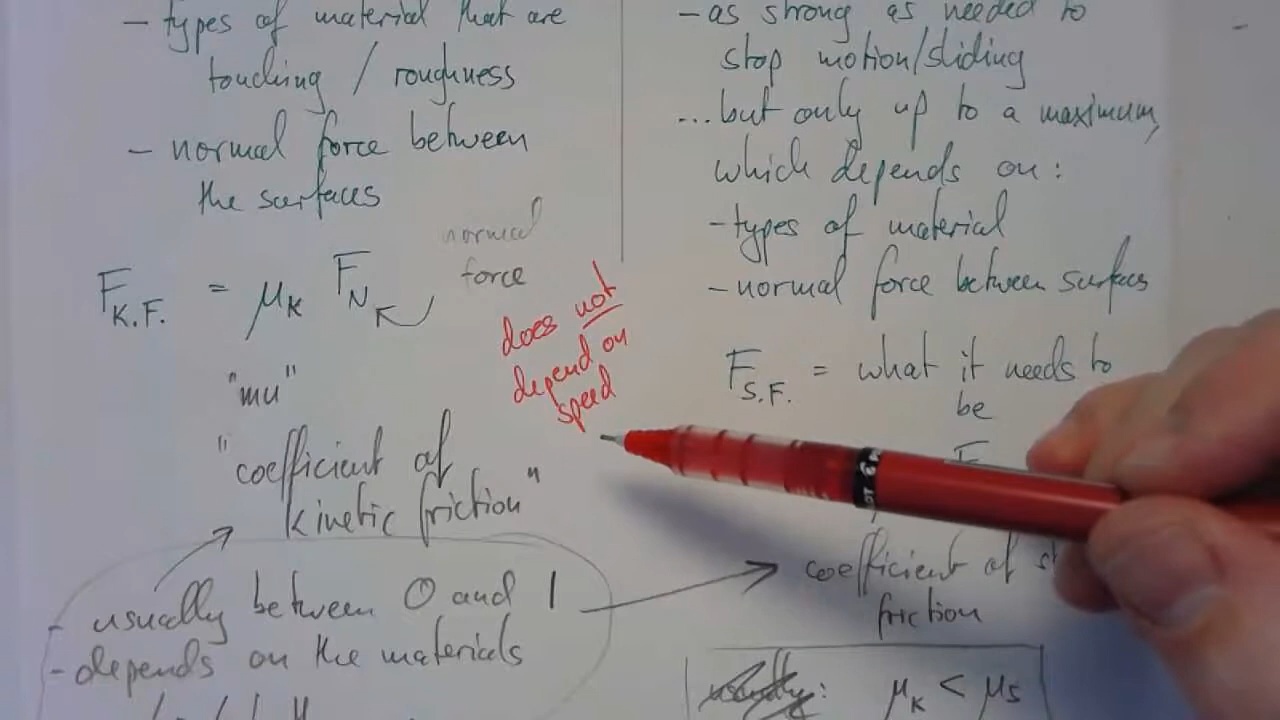 - types of material that are
touching / roughness
- normal force between
the surfaces
F K.F. = μK FN
normal
force
"mu"
"coefficient of
kinetic friction"
does not
depend on
speed
- usually between 0 and 1
- depends on the materials
- as strong as needed to
stop motion/sliding
...but only up to a maximum,
which depends on:
- types of material
- normal force between surfaces
F S.F. = what it needs to
be
coefficient of
friction
μK < μS